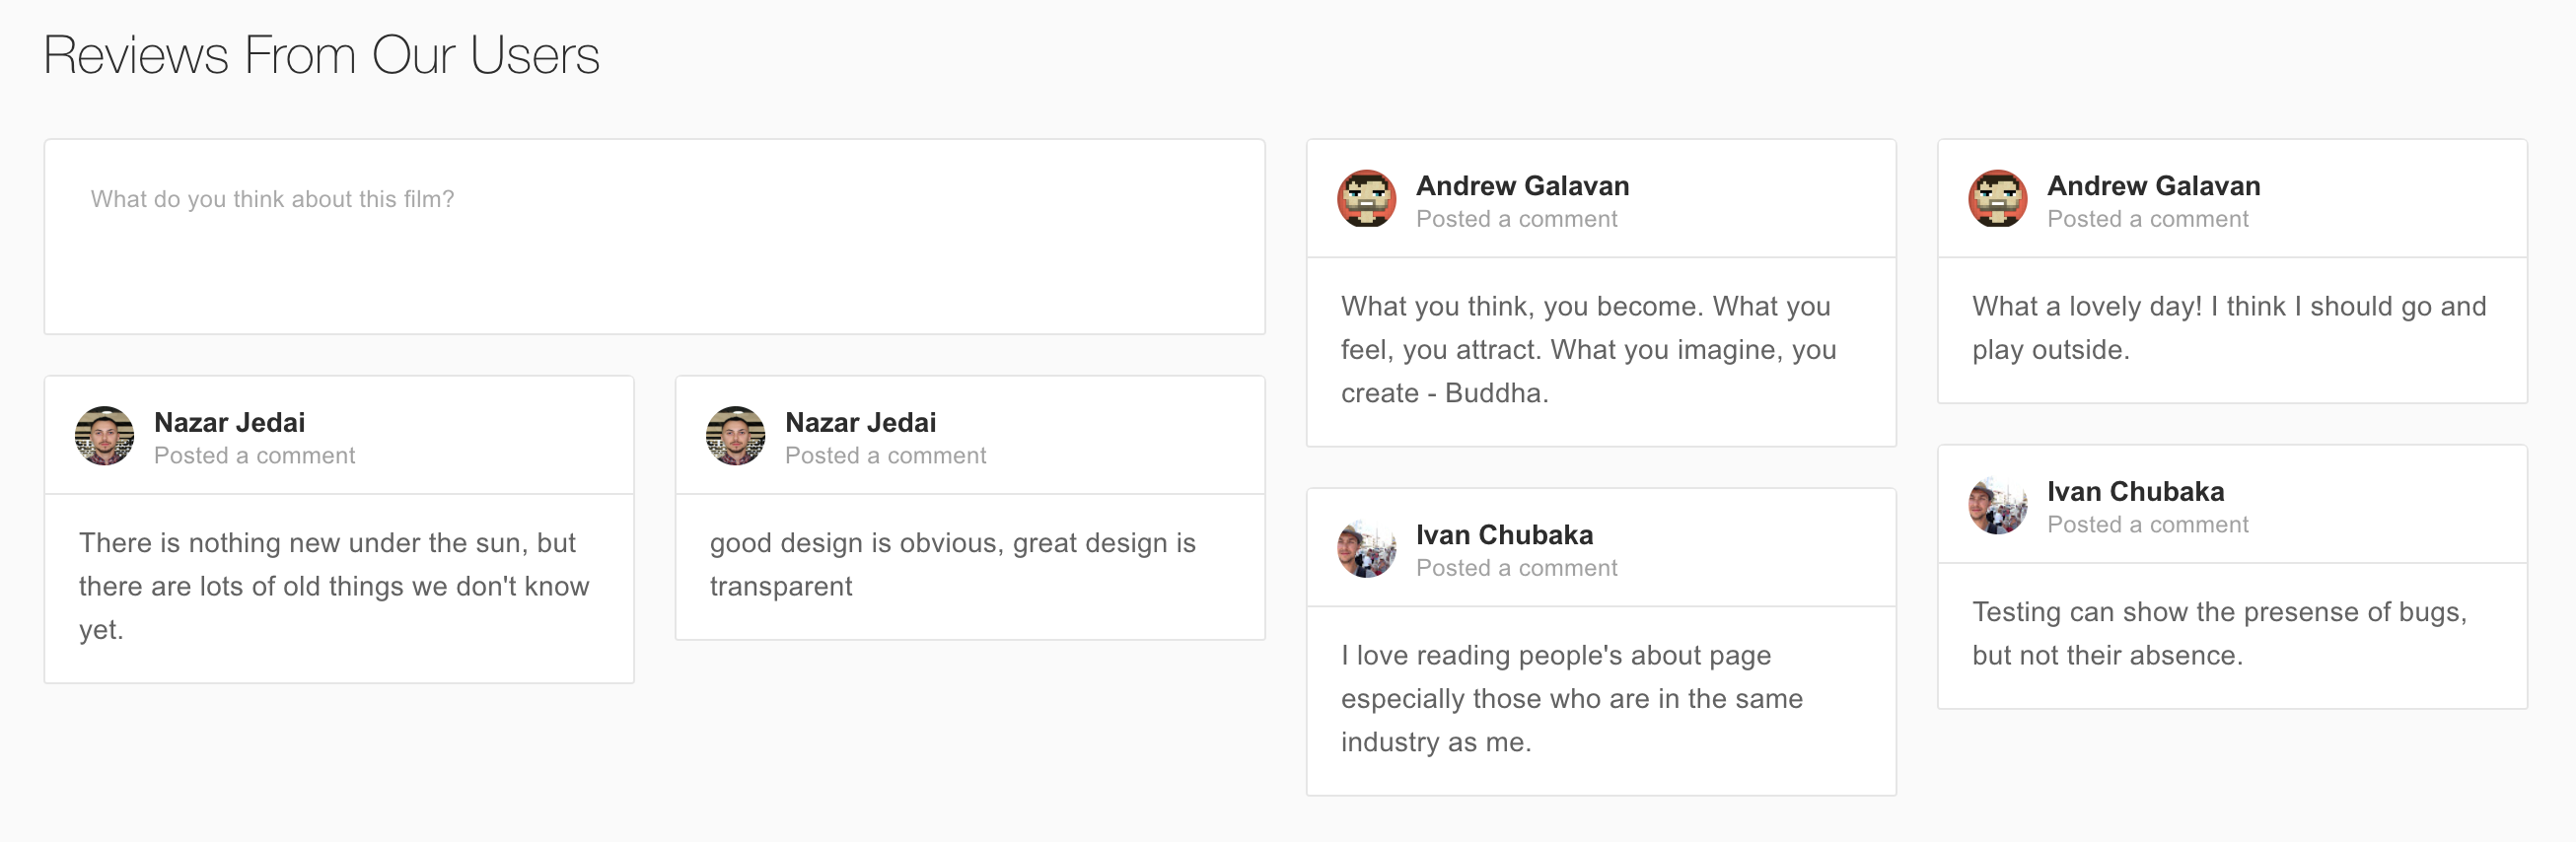 Reviews From Our Users
What do you think about this film?
Nazar Jedai
Posted a comment
There is nothing new under the sun, but
there are lots of old things we don't know
yet.
Nazar Jedai
Posted a comment
good design is obvious, great design is
transparent
Andrew Galavan
Posted a comment
What you think, you become. What you
feel, you attract. What you imagine, you
create - Buddha.
Ivan Chubaka
Posted a comment
I love reading people's about page
especially those who are in the same
industry as me.
Andrew Galavan
Posted a comment
What a lovely day! I think I should go and
play outside.
Ivan Chubaka
Posted a comment
Testing can show the presense of bugs,
but not their absence.